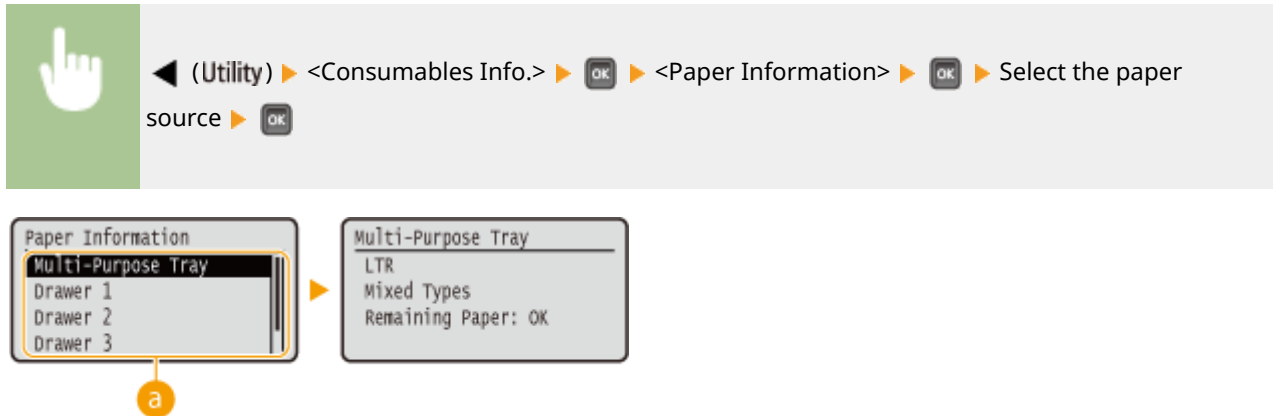 ◀ (Utility) ▶ <Consumables Info.> ▶ OK ▶ <Paper Information> ▶ OK ▶ Select the paper
source ▶ OK
Paper Information
Multi-Purpose Tray
Drawer 1
Drawer 2
Drawer 3
a
Multi-Purpose Tray
LTR
Mixed Types
Remaining Paper: OK